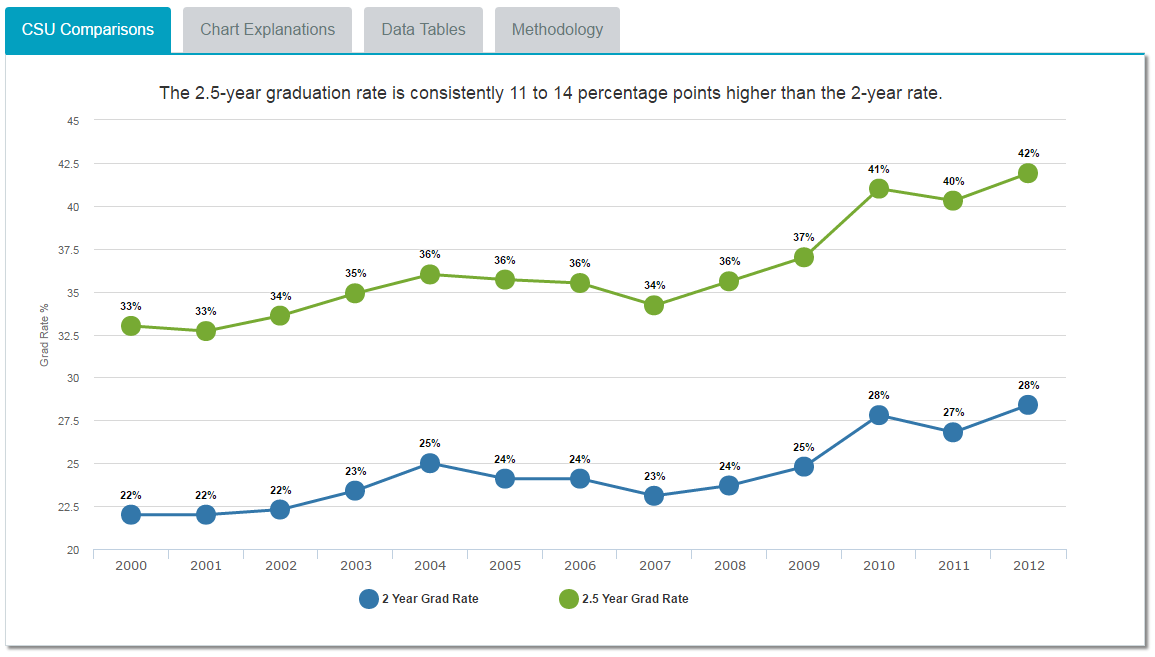 CSU Comparisons Chart Explanations Data Tables Methodology
The 2.5-year graduation rate is consistently 11 to 14 percentage points higher than the 2-year rate.
45
42.5
40
37.5
35
32.5
30
27.5
25
22.5
20
Grad Rate %
33% 33% 34% 35% 36% 36% 36% 34% 36% 37% 41% 40% 42%
22% 22% 22% 23% 25% 24% 24% 23% 24% 25% 28% 27% 28%
2000 2001 2002 2003 2004 2005 2006 2007 2008 2009 2010 2011 2012
2 Year Grad Rate 2.5 Year Grad Rate